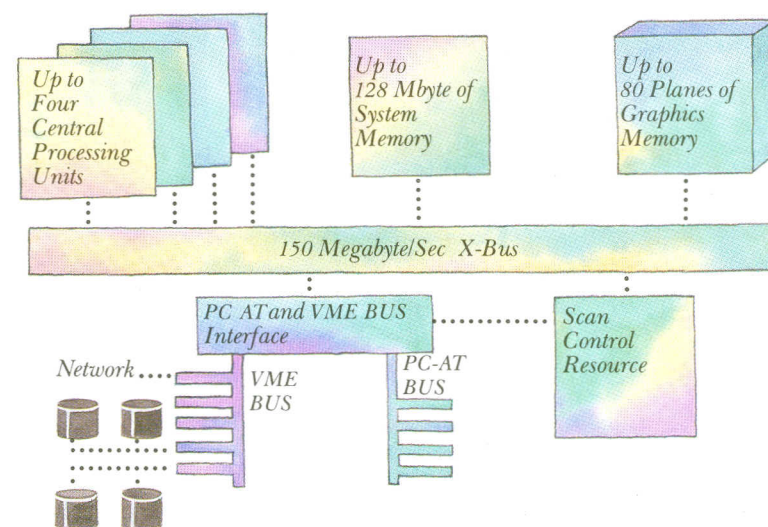 Up to
Four
Central
Processing
Units
Up to
128 Mbyte of
System
Memory
Up to
80 Planes of
Graphics
Memory
150 Megabyte/Sec X-Bus
PC AT and VME BUS
Interface
Scan
Control
Resource
Network
VME
BUS
PC-AT
BUS